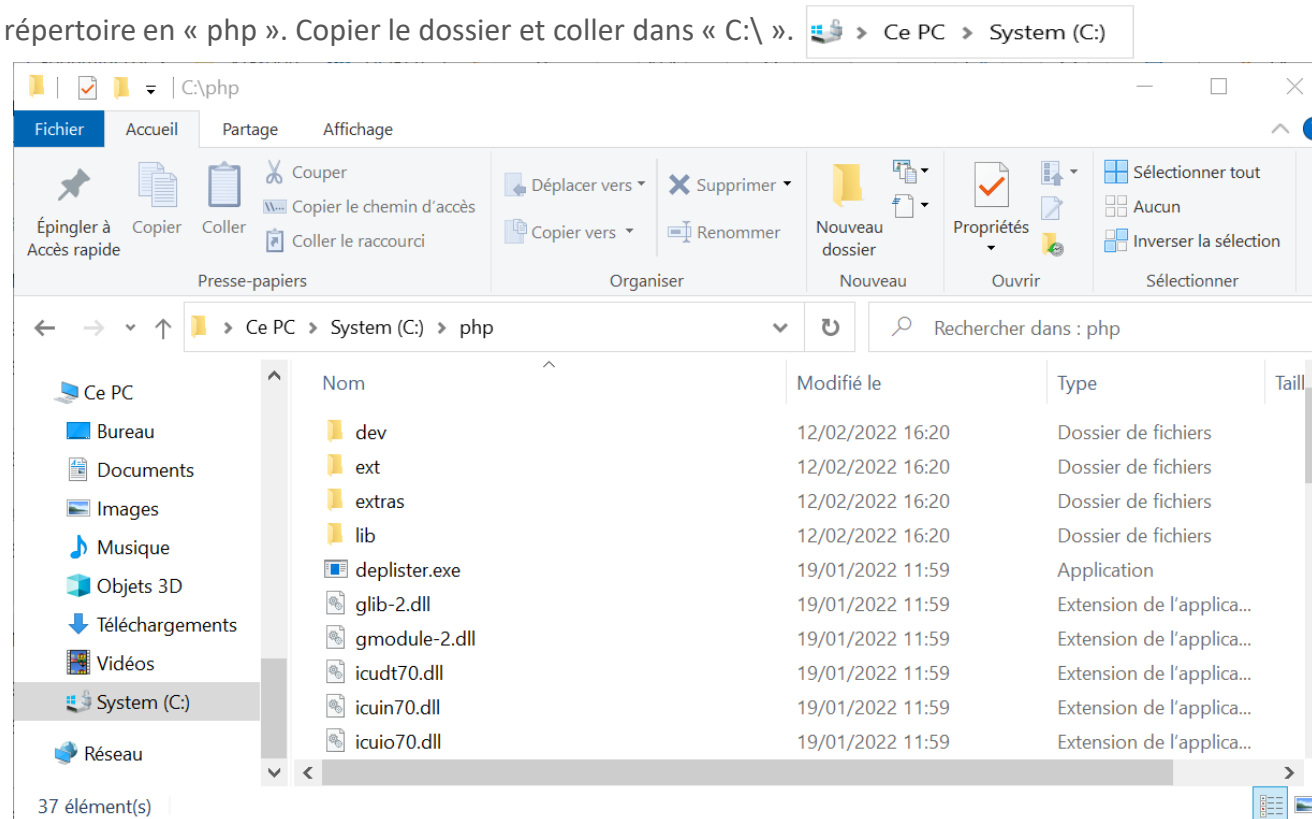 répertoire en « php ». Copier le dossier et coller dans « C:\ ». Ce PC > System (C:)
C:\php
Fichier Accueil Partage Affichage
Épingler à Accès rapide
Copier
Coller
Couper
Copier le chemin d'accès
Coller le raccourci
Déplacer vers
Copier vers
Supprimer
Renommer
Nouveau dossier
Propriétés
Sélectionner tout
Aucun
Inverser la sélection
Presse-papiers Organiser Nouveau Ouvrir Sélectionner
Ce PC > System (C:) > php Rechercher dans : php
Nom Modifié le Type Taill
Ce PC
Bureau
Documents
Images
Musique
Objets 3D
Téléchargements
Vidéos
System (C:)
Réseau
dev 12/02/2022 16:20 Dossier de fichiers
ext 12/02/2022 16:20 Dossier de fichiers
extras 12/02/2022 16:20 Dossier de fichiers
lib 12/02/2022 16:20 Dossier de fichiers
deplister.exe 19/01/2022 11:59 Application
glib-2.dll 19/01/2022 11:59 Extension de l'applica...
gmodule-2.dll 19/01/2022 11:59 Extension de l'applica...
icudt70.dll 19/01/2022 11:59 Extension de l'applica...
icuin70.dll 19/01/2022 11:59 Extension de l'applica...
icuio70.dll 19/01/2022 11:59 Extension de l'applica...
37 élément(s)